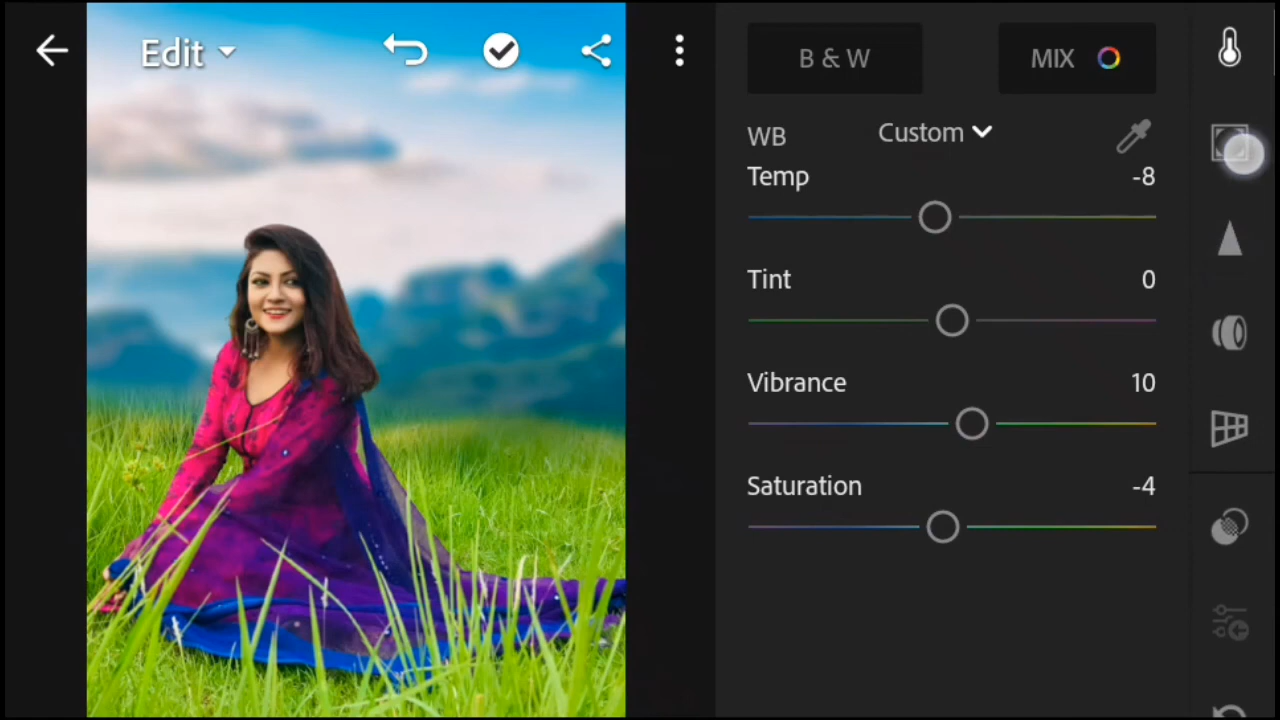 Edit
B & W
MIX
WB
Custom
Temp
-8
Tint
0
Vibrance
10
Saturation
-4